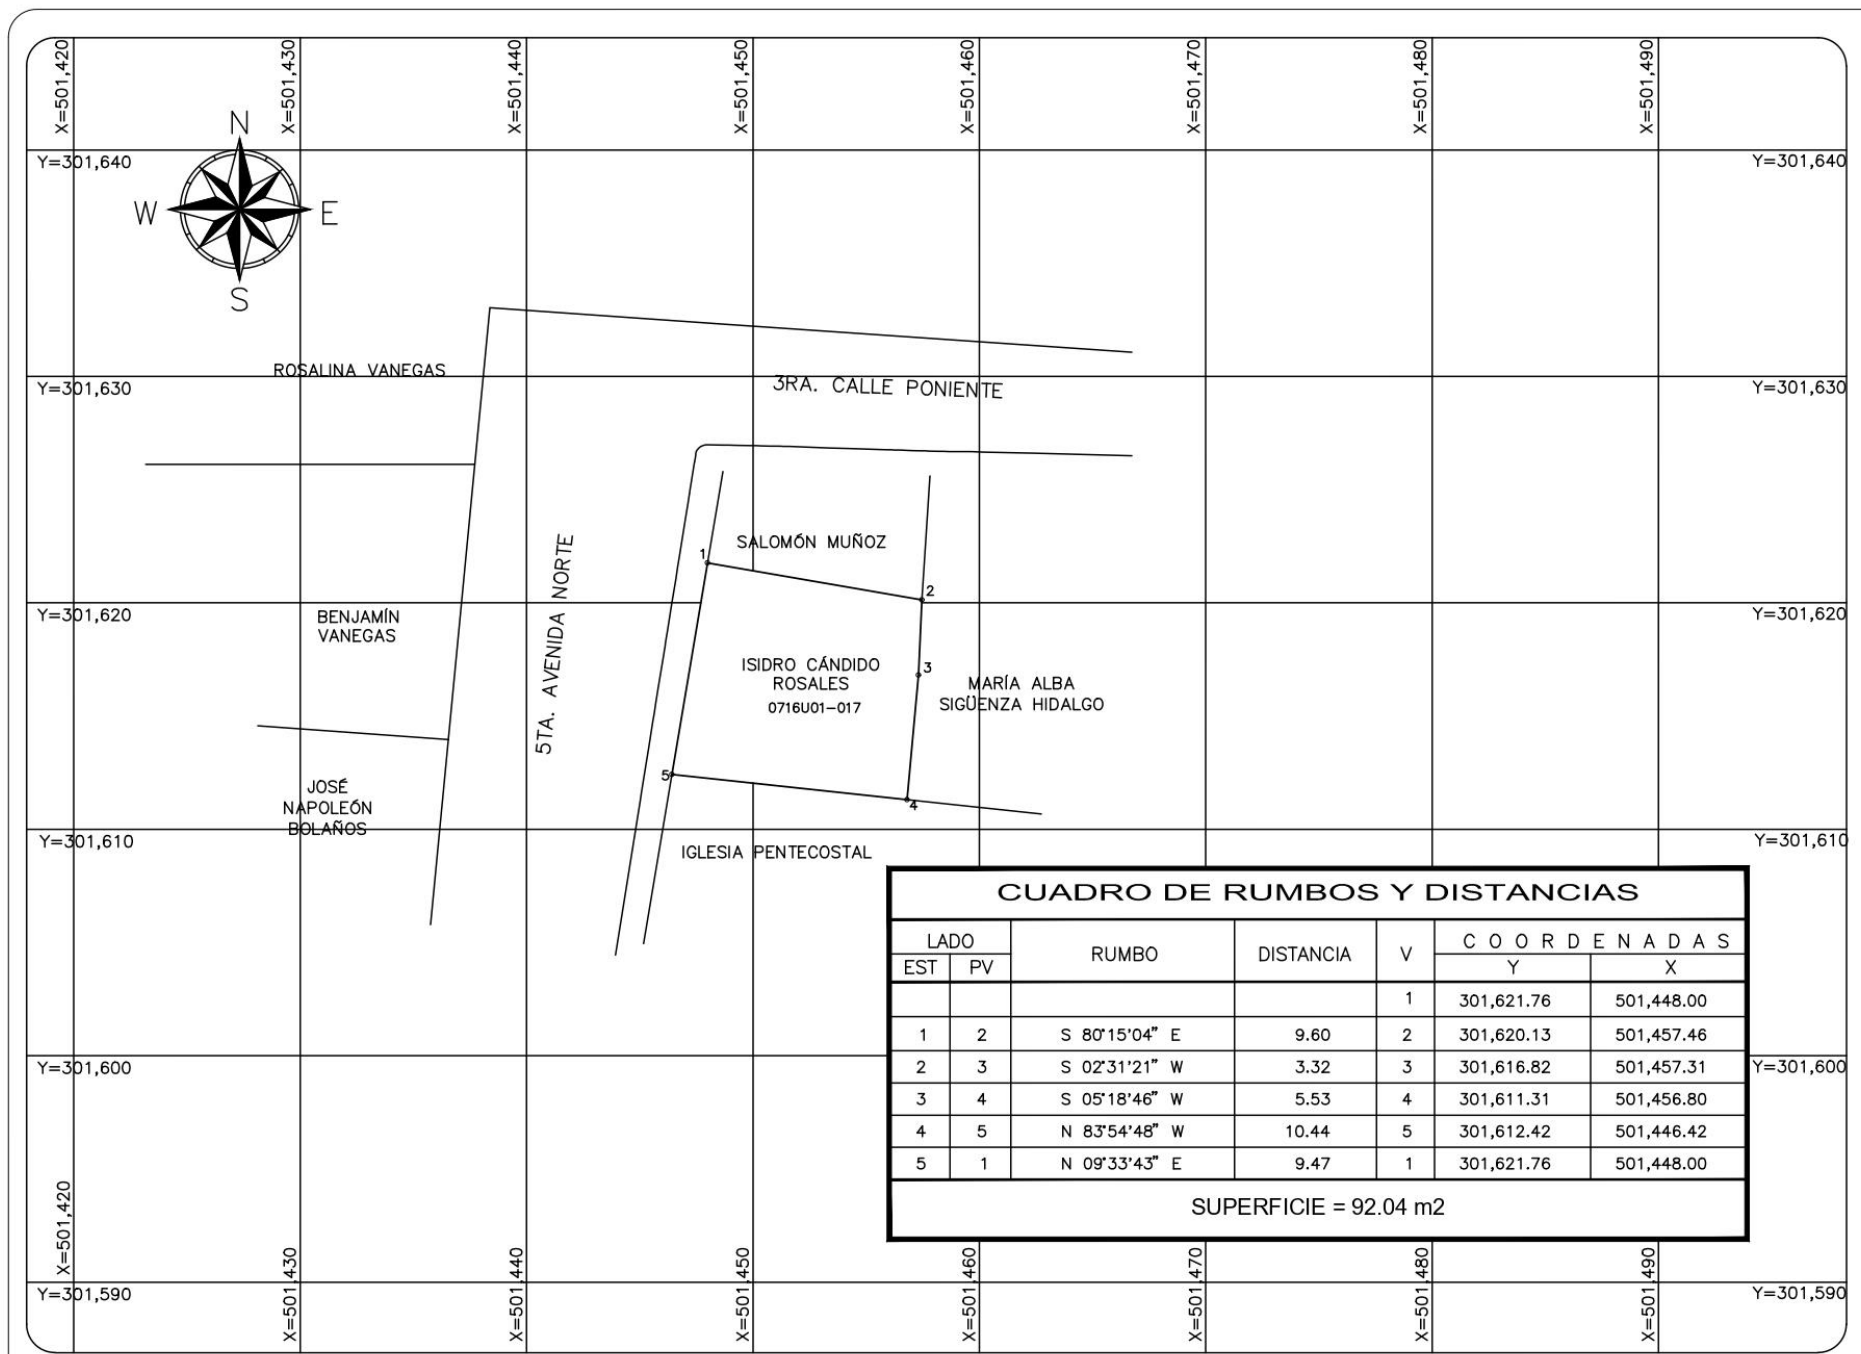 X=501,420
X=501,430
X=501,440
X=501,450
X=501,460
X=501,470
X=501,480
X=501,490
N
Y=301,640
Y=301,640
W
E
S
ROSALINA VANEGAS
Y=301,630
3RA. CALLE PONIENTE
Y=301,630
5TA. AVENIDA NORTE
SALOMÓN MUÑOZ
1
2
Y=301,620
Y=301,620
BENJAMÍN
VANEGAS
ISIDRO CÁNDIDO
ROSALES
0716U01-017
3
MARÍA ALBA
SIGÜENZA HIDALGO
5
4
JOSÉ
NAPOLEÓN
BOLAÑOS
Y=301,610
Y=301,610
IGLESIA PENTECOSTAL
CUADRO DE RUMBOS Y DISTANCIAS
LADO RUMBO DISTANCIA V COORDENADAS
EST PV Y X
1 301,621.76 501,448.00
1 2 S 80°15'04" E 9.60 2 301,620.13 501,457.46
2 3 S 02°31'21" W 3.32 3 301,616.82 501,457.31
3 4 S 05°18'46" W 5.53 4 301,611.31 501,456.80
4 5 N 83°54'48" W 10.44 5 301,612.42 501,446.42
5 1 N 09°33'43" E 9.47 1 301,621.76 501,448.00
SUPERFICIE = 92.04 m2
Y=301,600
Y=301,600
Y=301,590
Y=301,590
X=501,420
X=501,430
X=501,440
X=501,450
X=501,460
X=501,470
X=501,480
X=501,490